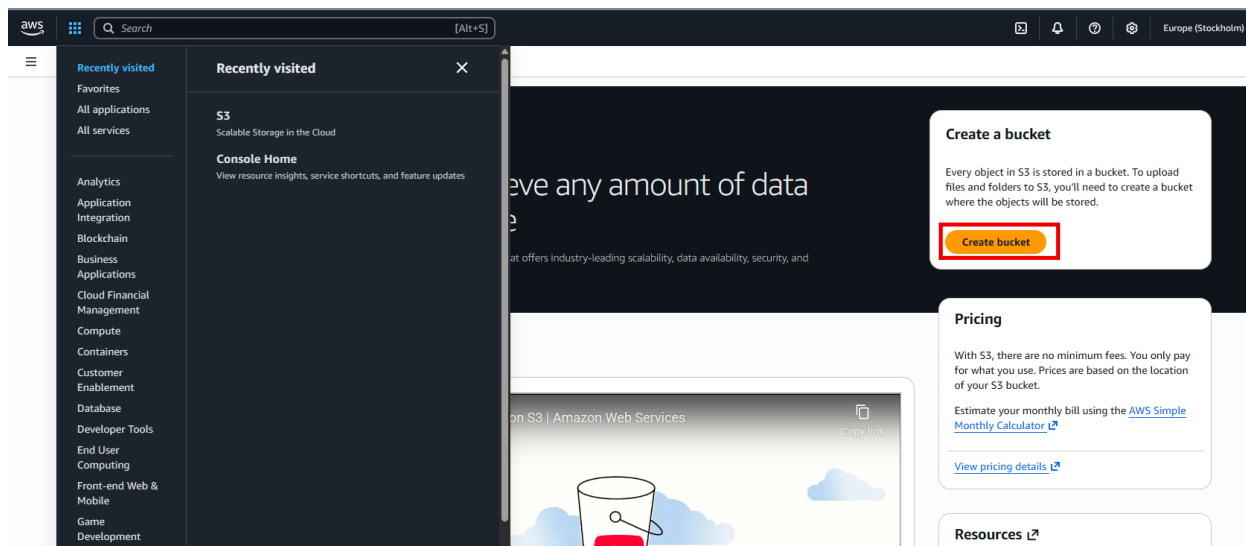 aws
Search [Alt+S]
Europe (Stockholm)
Recently visited
Favorites
All applications
All services
Analytics
Application
Integration
Blockchain
Business
Applications
Cloud Financial
Management
Compute
Containers
Customer
Enablement
Database
Developer Tools
End User
Computing
Front-end Web &
Mobile
Game
Development
Recently visited
S3
Scalable Storage in the Cloud
Console Home
View resource insights, service shortcuts, and feature updates
eve any amount of data
e
at offers industry-leading scalability, data availability, security, and
on S3 | Amazon Web Services
Copy link
Create a bucket
Every object in S3 is stored in a bucket. To upload
files and folders to S3, you'll need to create a bucket
where the objects will be stored.
Create bucket
Pricing
With S3, there are no minimum fees. You only pay
for what you use. Prices are based on the location
of your S3 bucket.
Estimate your monthly bill using the AWS Simple
Monthly Calculator
View pricing details
Resources